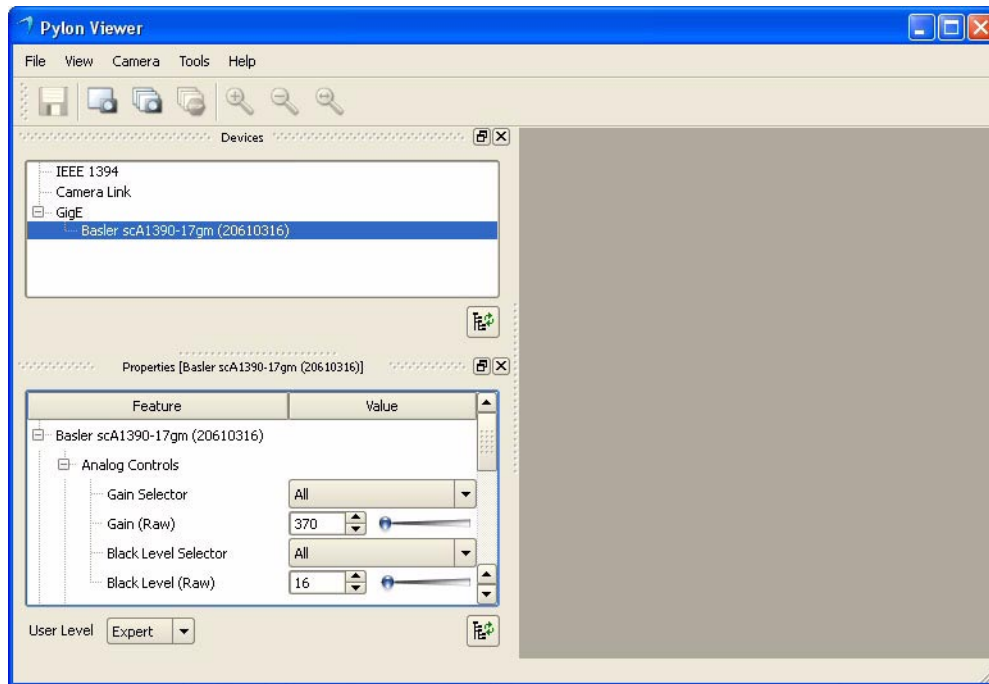 Pylon Viewer
File View Camera Tools Help
Devices
IEEE 1394
Camera Link
GigE
Basler scA1390-17gm (20610316)
Properties [Basler scA1390-17gm (20610316)]
Feature Value
Basler scA1390-17gm (20610316)
Analog Controls
Gain Selector All
Gain (Raw) 370
Black Level Selector All
Black Level (Raw) 16
User Level Expert